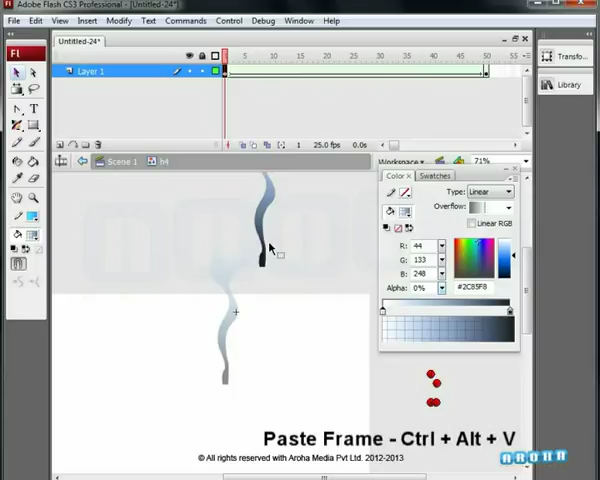 Adobe Flash CS3 Professional - [Untitled-24*]
File Edit View Insert Modify Text Commands Control Debug Window Help
Untitled-24*
Fl
5 10 15 20 25 30 35 40 45 50 55
Layer 1
1 25.0 fps 0.0s
Scene 1 h4 Workspace 71%
Transfo...
Library
Color × Swatches
Type: Linear
Overflow:
Linear RGB
R: 44
G: 133
B: 248
Alpha: 0% #2C85F8
Paste Frame - Ctrl + Alt + V
© All rights reserved with Aroha Media Pvt Ltd. 2012-2013
AROHA